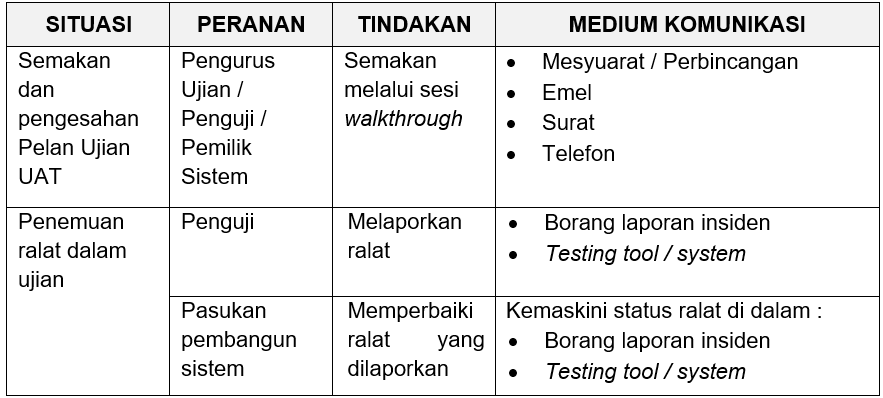 SITUASI PERANAN TINDAKAN MEDIUM KOMUNIKASI
Semakan
dan
pengesahan
Pelan Ujian
UAT
Pengurus
Ujian /
Penguji /
Pemilik
Sistem
Semakan
melalui sesi
walkthrough
• Mesyuarat / Perbincangan
• Emel
• Surat
• Telefon
Penemuan
ralat dalam
ujian
Penguji
Melaporkan
ralat
• Borang laporan insiden
• Testing tool / system
Pasukan
pembangun
sistem
Memperbaiki
ralat yang
dilaporkan
Kemaskini status ralat di dalam :
• Borang laporan insiden
• Testing tool / system